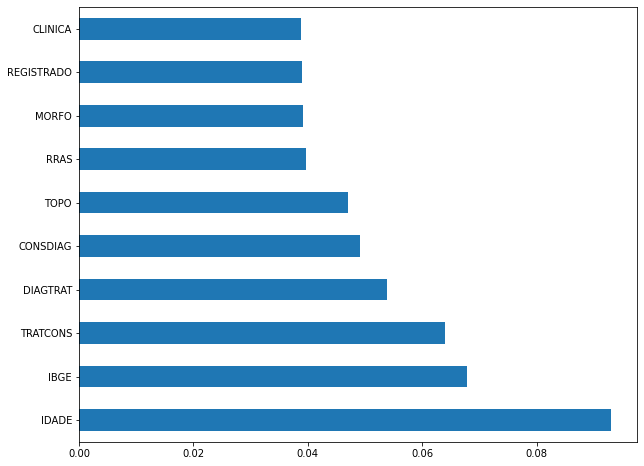 CLINICA
REGISTRADO
MORFO
RRAS
TOPO
CONSDIAG
DIAGTRAT
TRATCONS
IBGE
IDADE
0.00 0.02 0.04 0.06 0.08